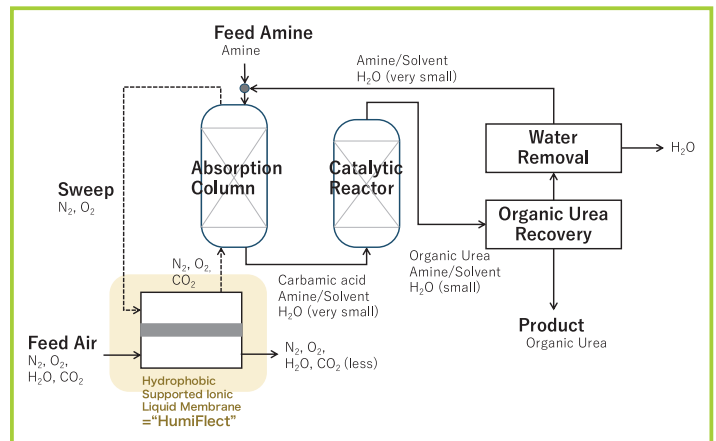 Feed Amine
Amine
Amine/Solvent
H₂O (very small)
Absorption
Column
Catalytic
Reactor
Water
Removal
H₂O
Sweep
N₂, O₂
Organic Urea
Recovery
N₂, O₂,
CO₂
Carbamic acid
Amine/Solvent
H₂O (very small)
Organic Urea
Amine/Solvent
H₂O (small)
Feed Air
N₂, O₂,
H₂O, CO₂
N₂, O₂,
H₂O, CO₂ (less)
Product
Organic Urea
Hydrophobic
Supported Ionic
Liquid Membrane
="HumiFlect"